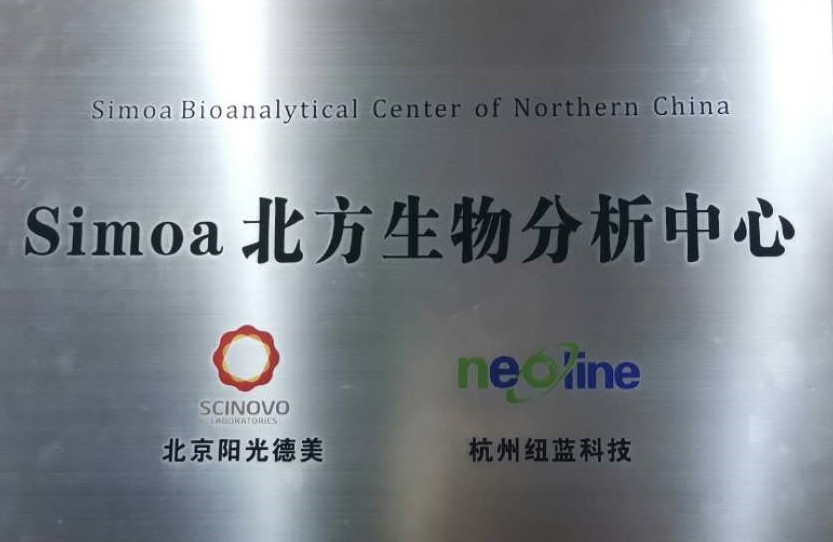 Simoa Bioanalytical Center of Northern China
Simoa 北方生物分析中心
SCINOVO
LABORATORIES
北京阳光德美
neoline
杭州纽蓝科技